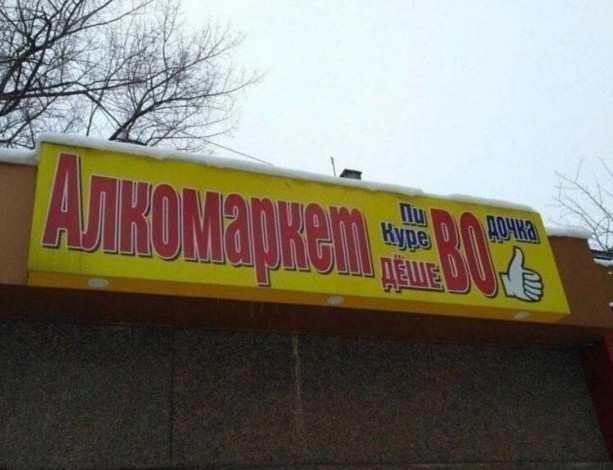 Алкомаркет
Пи
Куре
ДЁШЕ
ВО
дочка